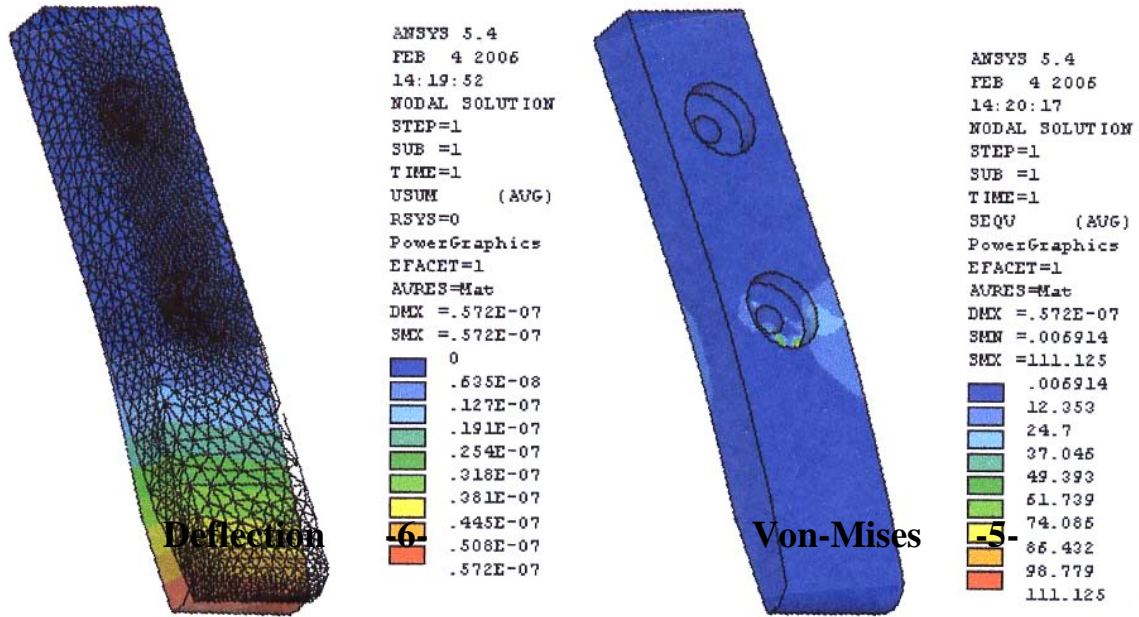 ANSYS 5.4
FEB 4 2006
14:19:52
NODAL SOLUTION
STEP=1
SUB =1
TIME=1
USUM (AVG)
RSYS=0
PowerGraphics
EFACET=1
AVRES=Mat
DMX =.572E-07
SMX =.572E-07
0
.635E-08
.127E-07
.191E-07
.254E-07
.318E-07
.381E-07
.445E-07
.508E-07
.572E-07
Deflection -6-
ANSYS 5.4
FEB 4 2006
14:20:17
NODAL SOLUTION
STEP=1
SUB =1
TIME=1
SEQV (AVG)
PowerGraphics
EFACET=1
AVRES=Mat
DMX =.572E-07
SMN =.006914
SMX =111.125
.006914
12.353
24.7
37.046
49.393
61.739
74.086
86.432
98.779
111.125
Von-Mises -5-